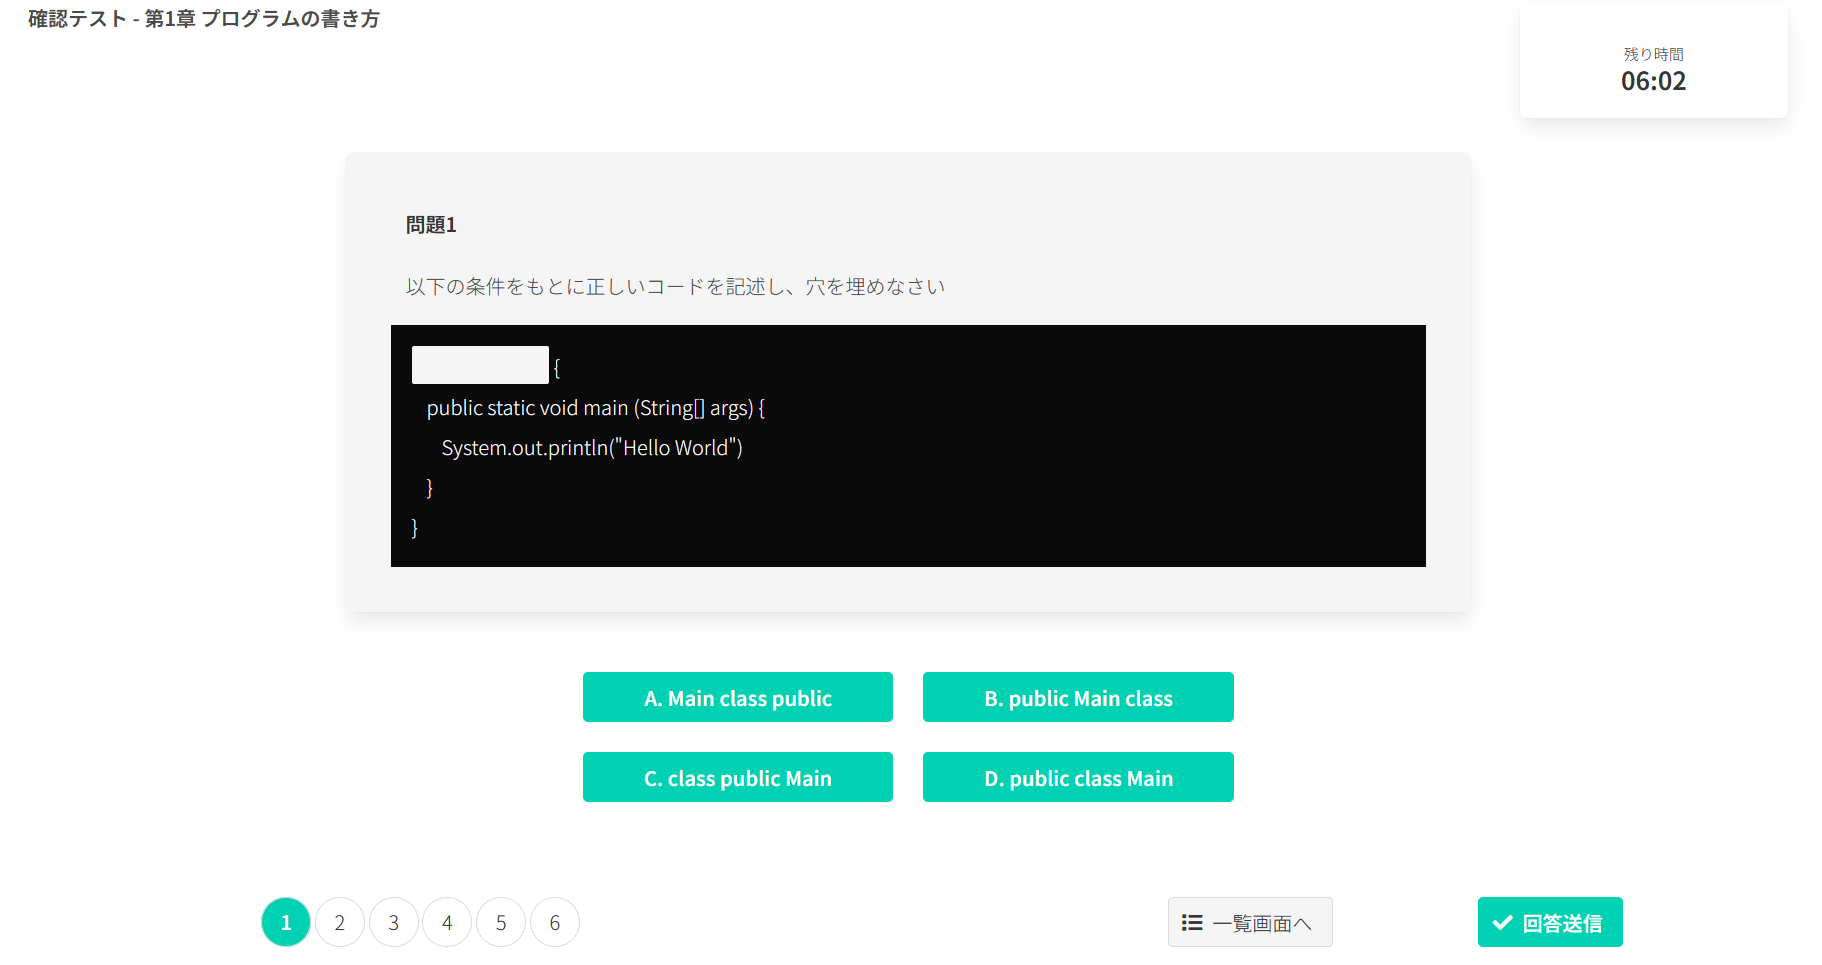 確認テスト - 第1章 プログラムの書き方
残り時間
06:02
問題1
以下の条件をもとに正しいコードを記述し、穴を埋めなさい
{
public static void main (String[] args) {
System.out.println("Hello World")
}
}
A. Main class public
B. public Main class
C. class public Main
D. public class Main
1 2 3 4 5 6
一覧画面へ
回答送信